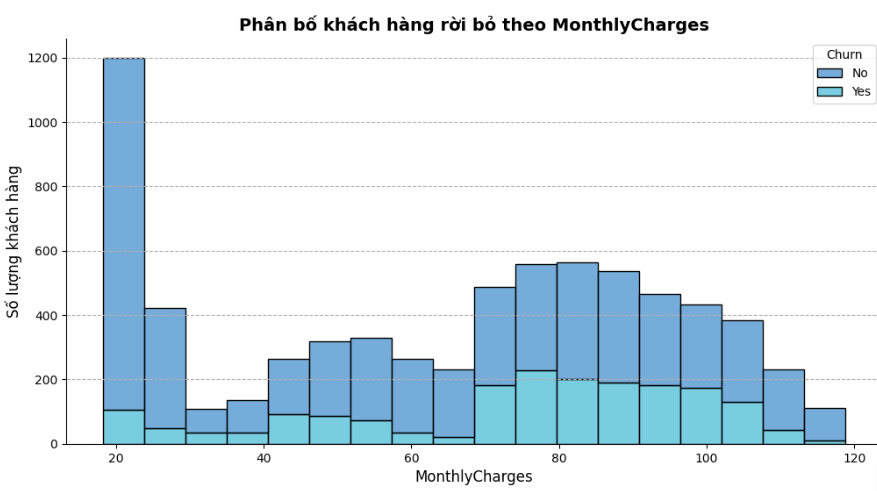 Phân bố khách hàng rời bỏ theo MonthlyCharges
Churn
No
Yes
Số lượng khách hàng
1200
1000
800
600
400
200
0
20 40 60 80 100 120
MonthlyCharges